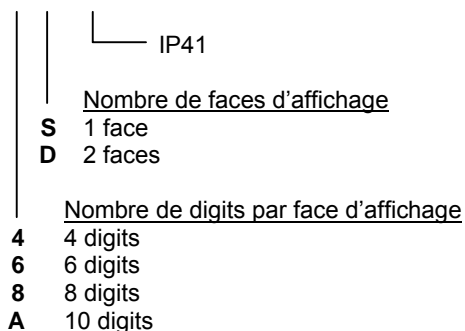 IP41
Nombre de faces d’affichage
S 1 face
D 2 faces
Nombre de digits par face d’affichage
4 4 digits
6 6 digits
8 8 digits
A 10 digits